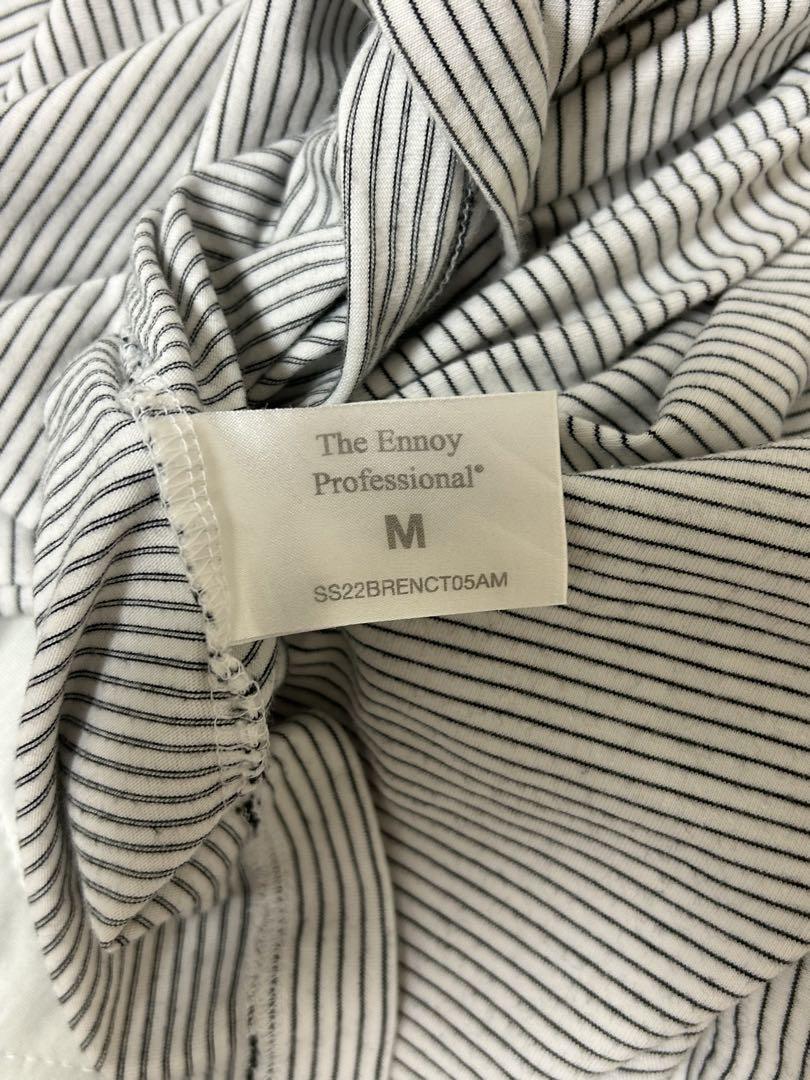 The Ennoy
Professional®
M
SS22BRENCT05AM